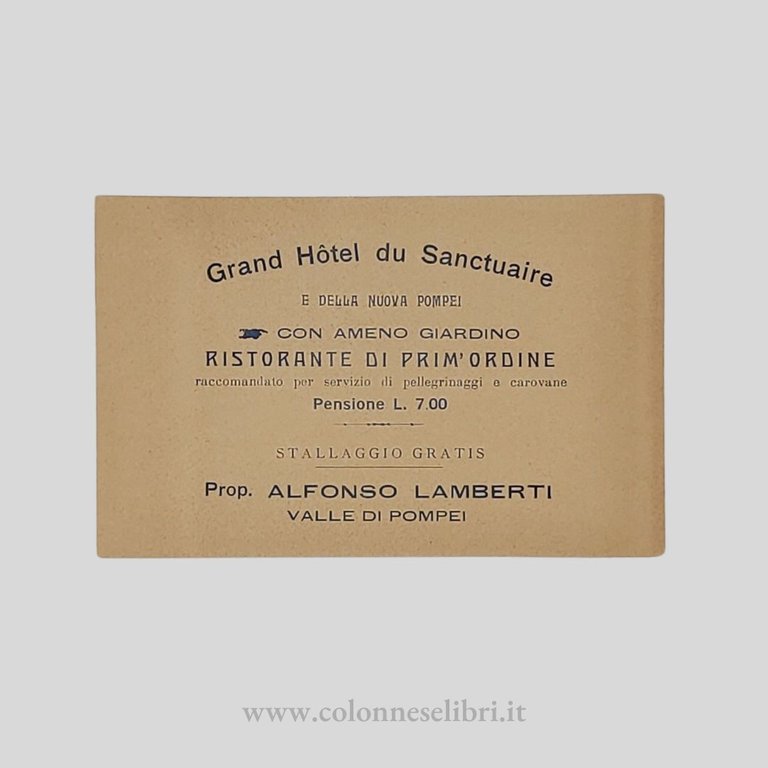 Grand Hôtel du Sanctuaire
E DELLA NUOVA POMPEI
CON AMENO GIARDINO
RISTORANTE DI PRIM'ORDINE
raccomandato per servizio di pellegrinaggi e carovane
Pensione L. 7.00
STALLAGGIO GRATIS
Prop. ALFONSO LAMBERTI
VALLE DI POMPEI
www.colonneselibri.it